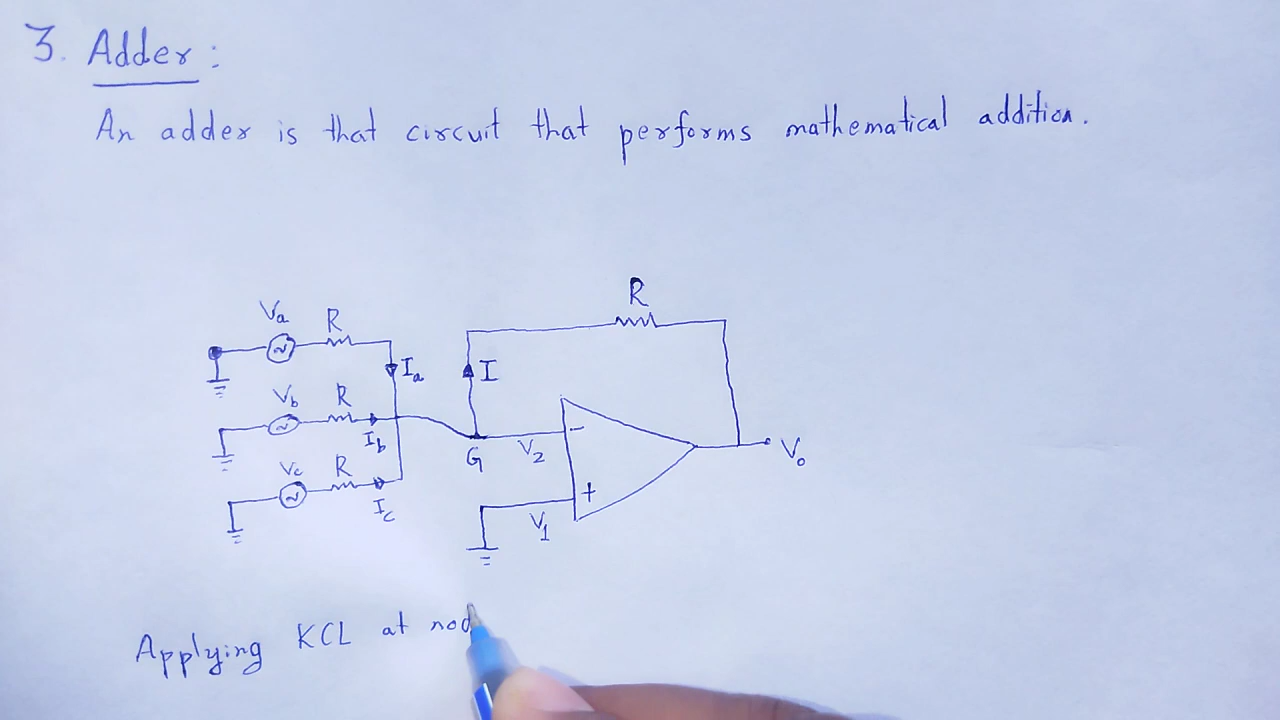 3. Adder :
An adder is that circuit that performs mathematical addition.
R
Va
R
Ia
I
Vb
R
Ib
G
V2
-
Vo
Vc
R
Ic
+
V1
Applying KCL at nod